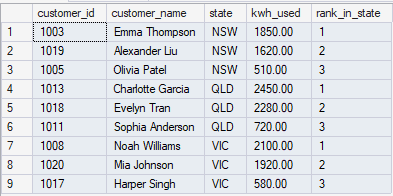 customer_id customer_name state kwh_used rank_in_state
1 1003 Emma Thompson NSW 1850.00 1
2 1019 Alexander Liu NSW 1620.00 2
3 1005 Olivia Patel NSW 510.00 3
4 1013 Charlotte Garcia QLD 2450.00 1
5 1018 Evelyn Tran QLD 2280.00 2
6 1011 Sophia Anderson QLD 720.00 3
7 1008 Noah Williams VIC 2100.00 1
8 1020 Mia Johnson VIC 1920.00 2
9 1017 Harper Singh VIC 580.00 3